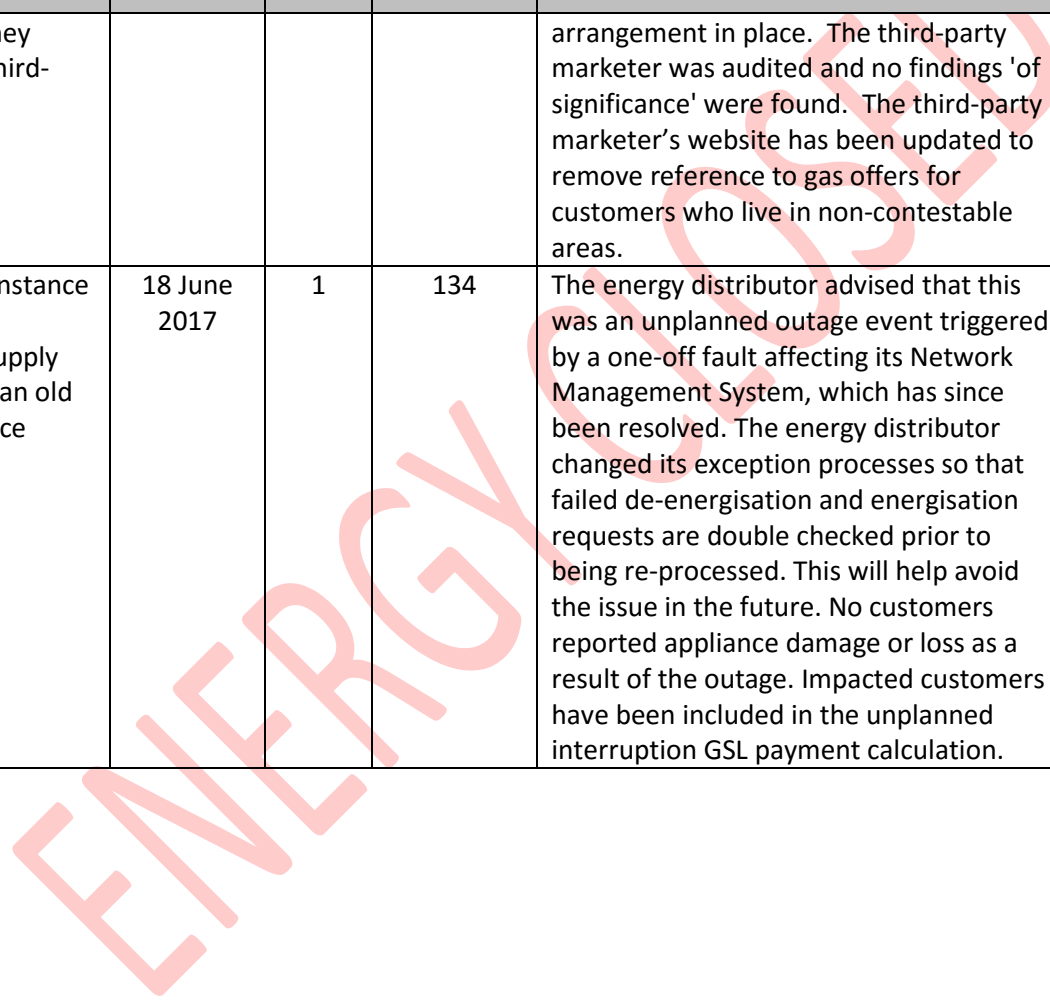 ney
hird-
arrangement in place.  The third-party
marketer was audited and no findings 'of
significance' were found.  The third-party
marketer’s website has been updated to
remove reference to gas offers for
customers who live in non-contestable
areas.
nstance
upply
an old
ce
18 June
2017
1
134
The energy distributor advised that this
was an unplanned outage event triggered
by a one-off fault affecting its Network
Management System, which has since
been resolved. The energy distributor
changed its exception processes so that
failed de-energisation and energisation
requests are double checked prior to
being re-processed. This will help avoid
the issue in the future. No customers
reported appliance damage or loss as a
result of the outage. Impacted customers
have been included in the unplanned
interruption GSL payment calculation.
ENERGY CLOSED